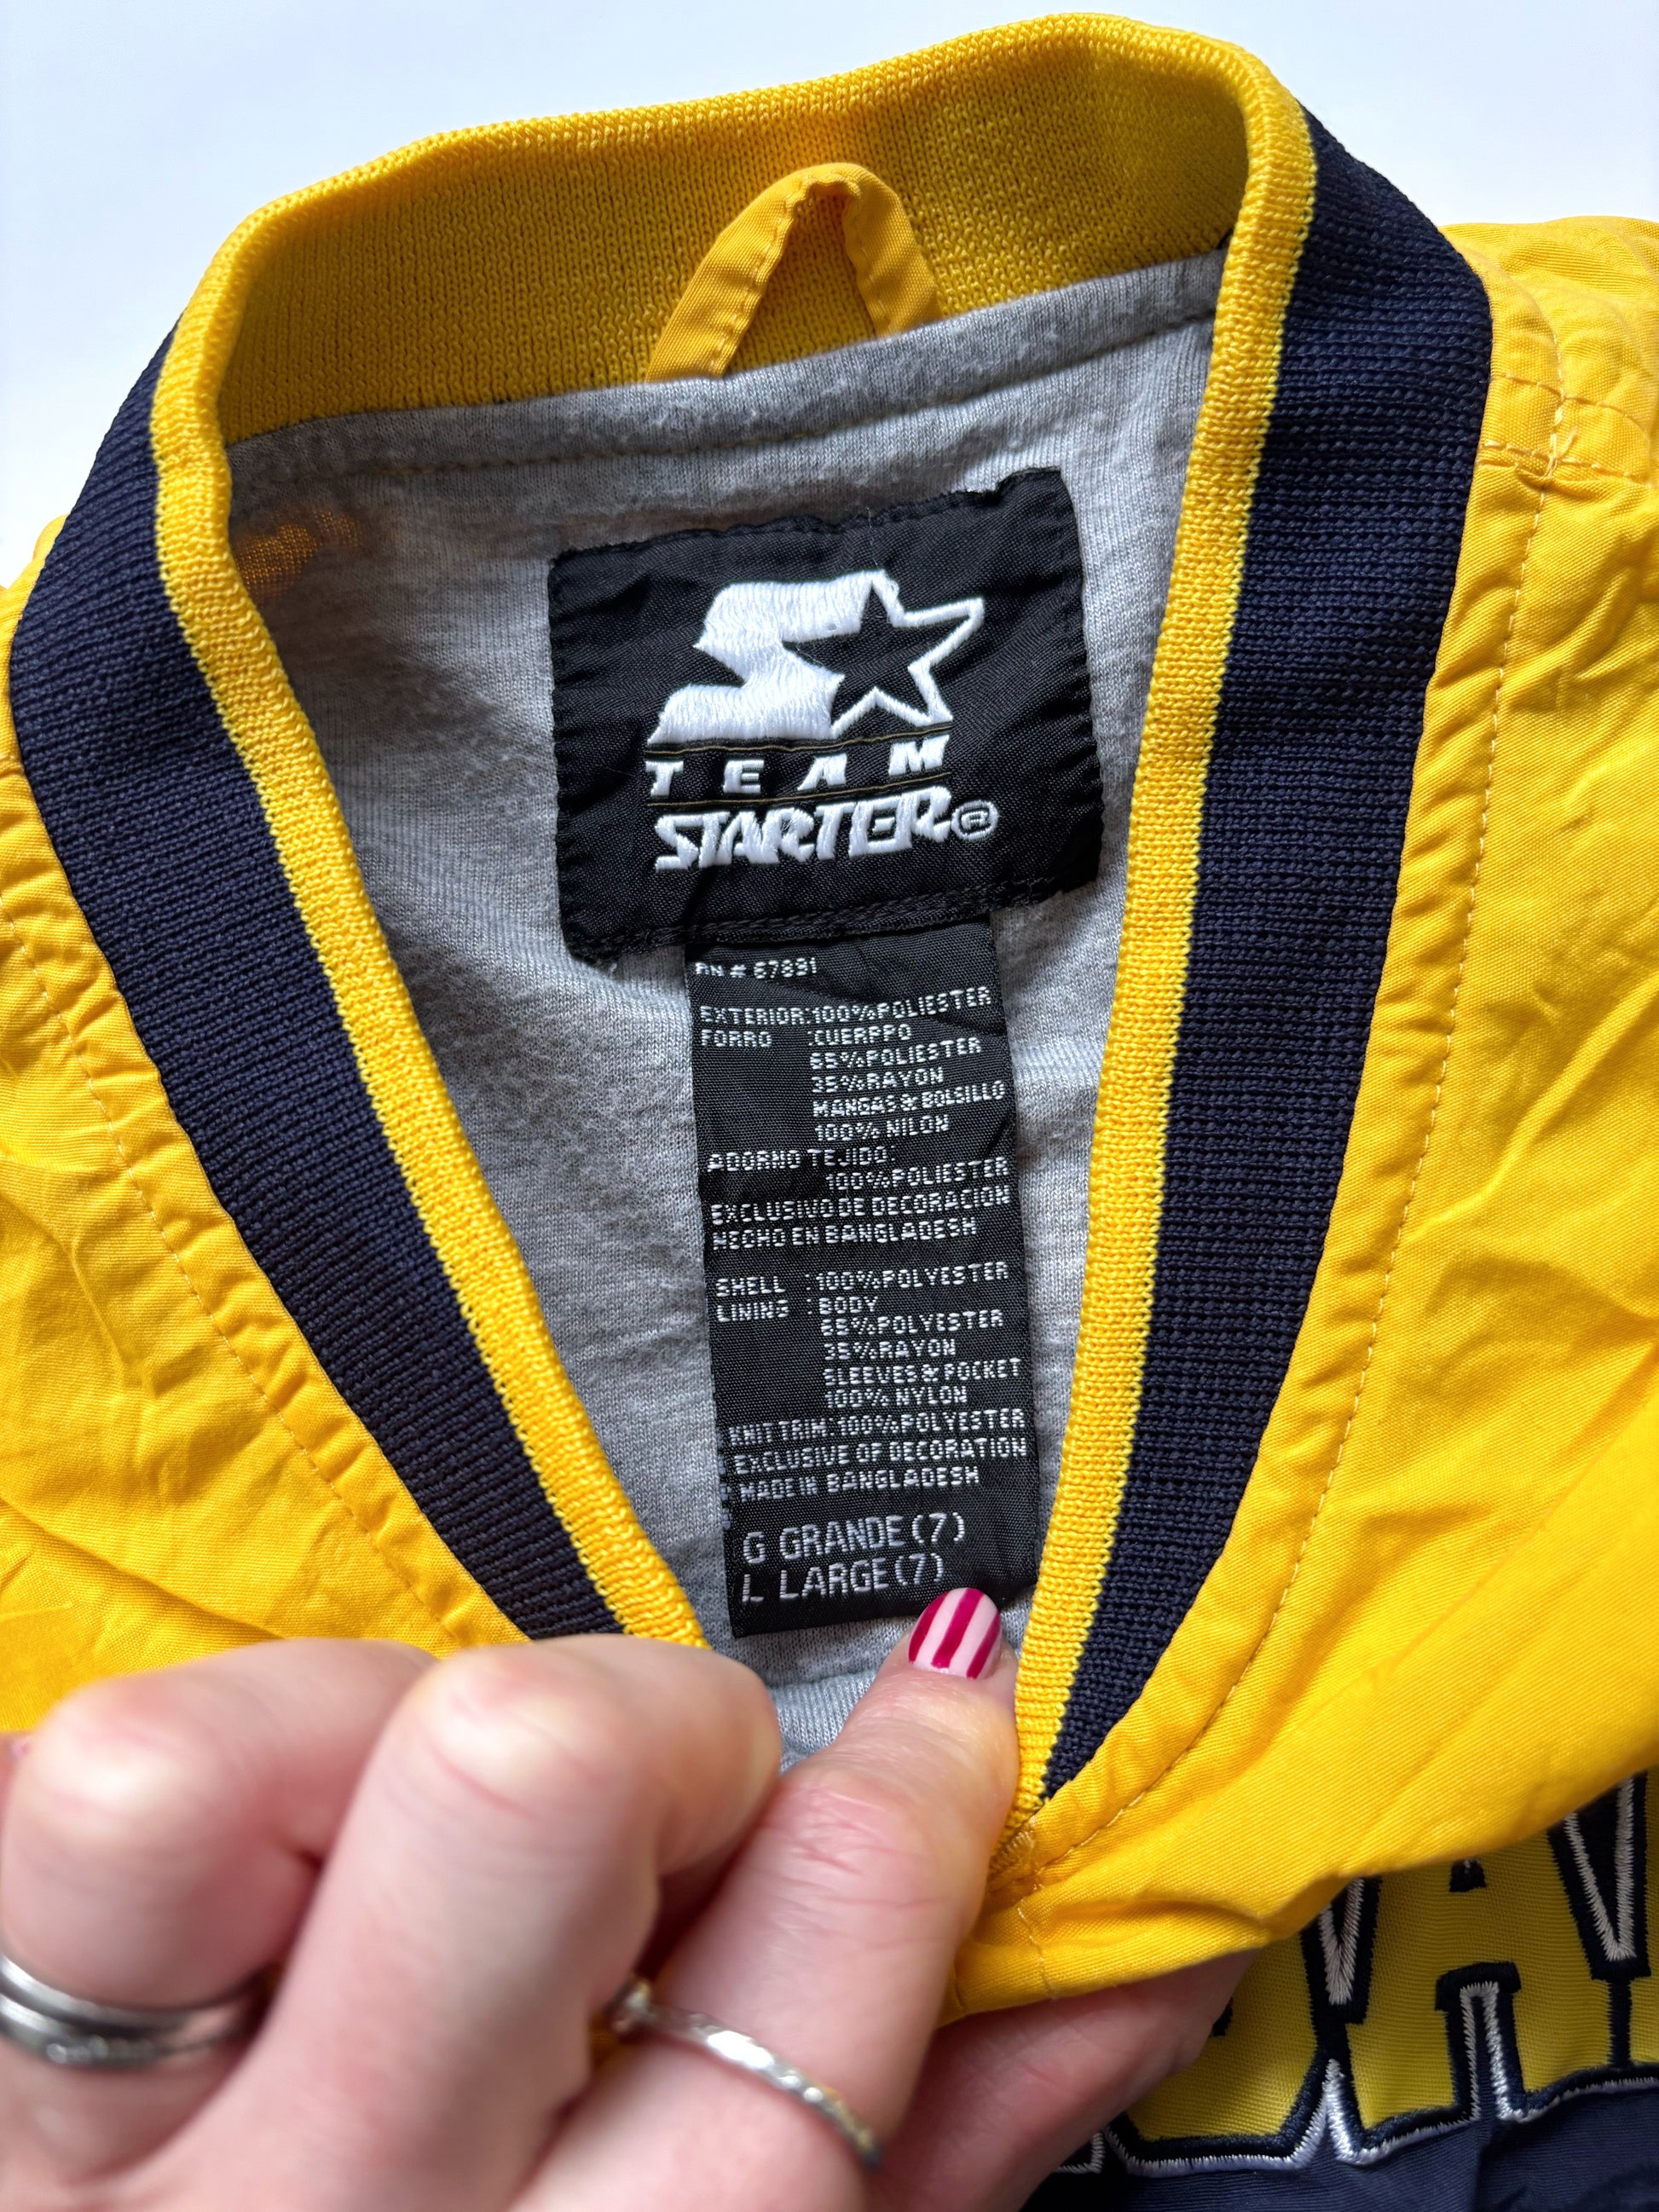 TEAM
STARTER®
RN # 67891
EXTERIOR:100%POLIESTER
FORRO :CUERPPO
65%POLIESTER
35%RAYON
MANGAS & BOLSILLO
100% NILON
ADORNO TEJIDO
100%POLIESTER
EXCLUSIVO DE DECORACION
HECHO EN BANGLADESH
SHELL :100%POLYESTER
LINING :BODY
65%POLYESTER
35%RAYON
SLEEVES & POCKET
100% NYLON
KNIT TRIM:100%POLYESTER
EXCLUSIVE OF DECORATION
MADE IN BANGLADESH
G GRANDE(7)
L LARGE(7)